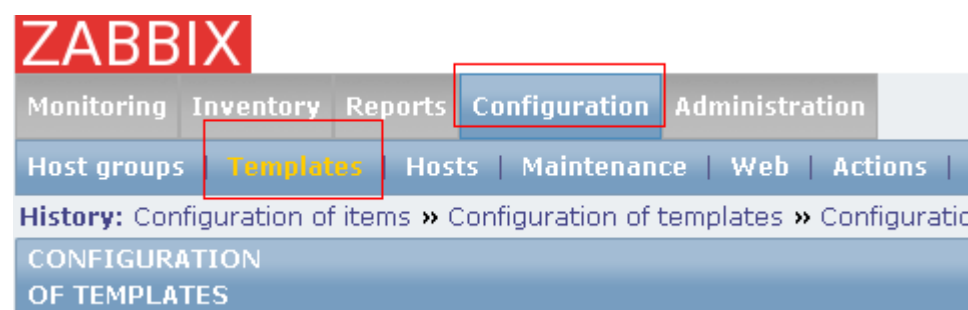 ZABBIX
Monitoring Inventory Reports Configuration Administration
Host groups | Templates | Hosts | Maintenance | Web | Actions |
History: Configuration of items » Configuration of templates »
CONFIGURATION
OF TEMPLATES